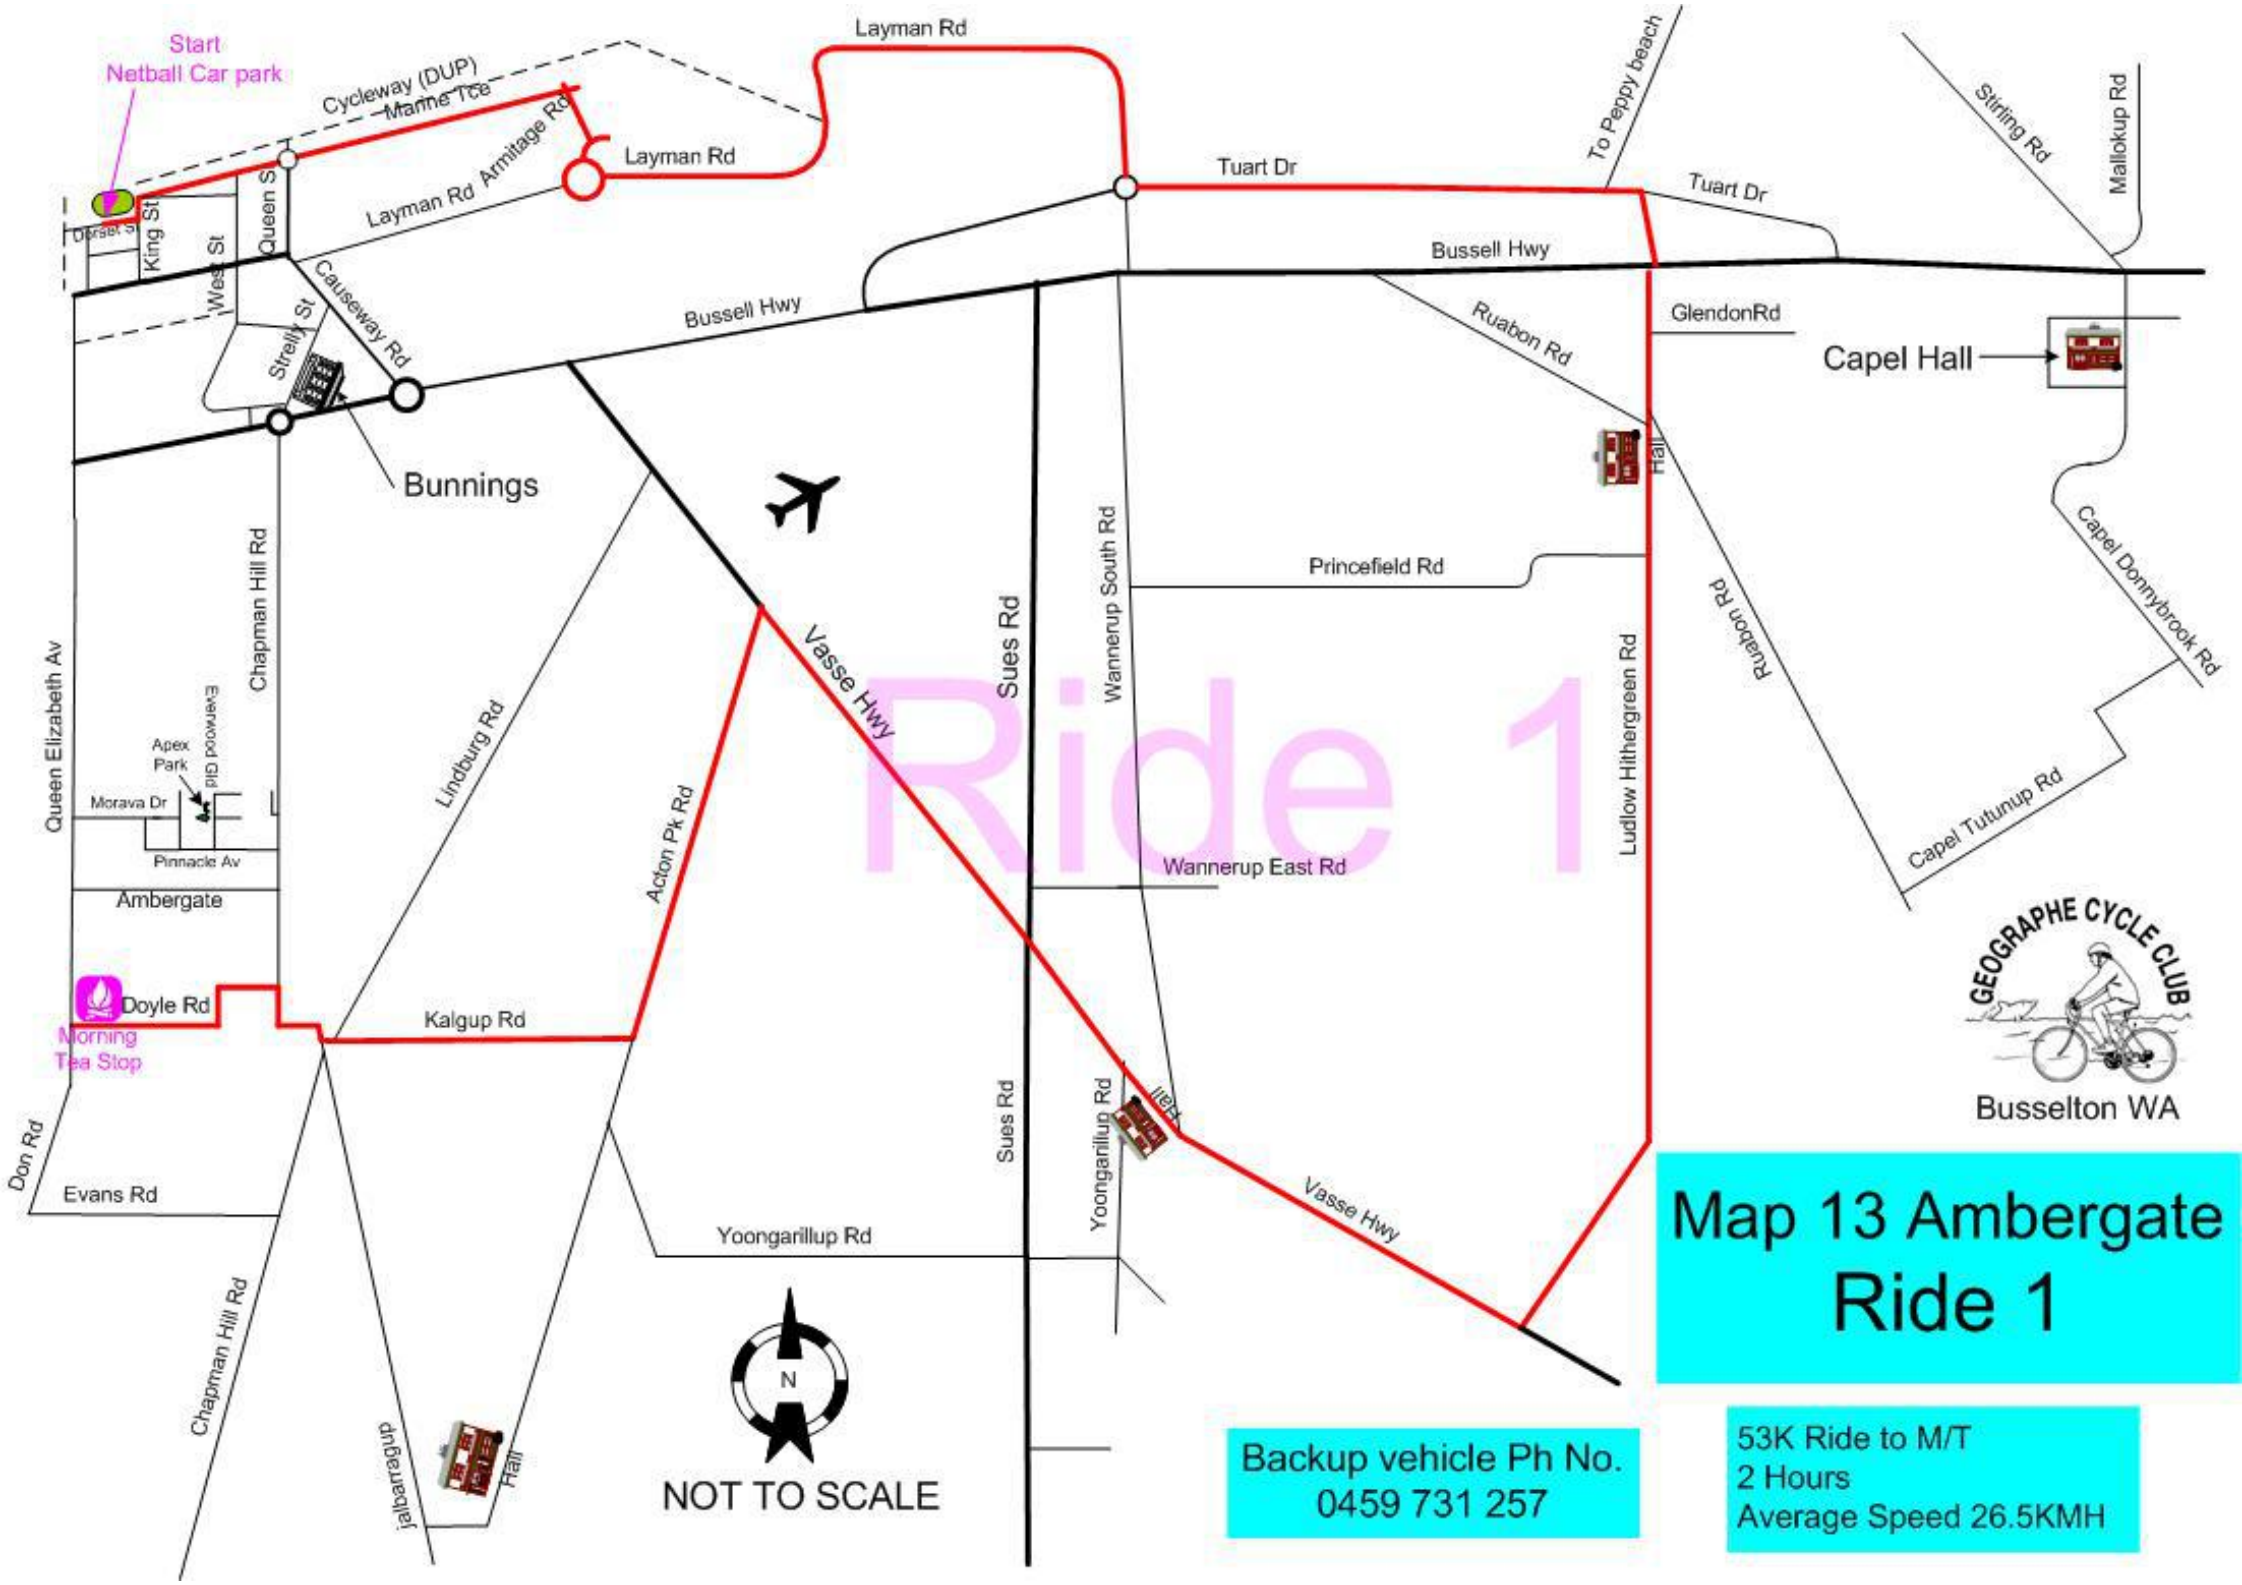 Start
Netball Car park
Cycleway (DUP)
Marine Tce
Armitage Rd
Layman Rd
Layman Rd
Layman Rd
Dorset St
King St
West St
Queen S
Causeway Rd
Strelly St
Bussell Hwy
Bussell Hwy
Tuart Dr
Tuart Dr
To Peppy beach
Stirling Rd
Mallokup Rd
Ruabon Rd
GlendonRd
Capel Hall
Hall
Bunnings
Chapman Hill Rd
Queen Elizabeth Av
Lindburg Rd
Vasse Hwy
Sues Rd
Wannerup South Rd
Princefield Rd
Ludlow Hithergreen Rd
Ruabon Rd
Capel Donnybrook Rd
Capel Tutunup Rd
Ride 1
Everwood Gld
Apex
Park
Morava Dr
Pinnacle Av
Ambergate
Acton Pk Rd
Wannerup East Rd
Doyle Rd
Morning
Tea Stop
Kalgup Rd
Don Rd
Evans Rd
Chapman Hill Rd
jalbarragup
Hall
Yoongarillup Rd
Sues Rd
Yoongarillup Rd
Hall
Vasse Hwy
N
NOT TO SCALE
GEOGRAPHE CYCLE CLUB
Busselton WA
Map 13 Ambergate
Ride 1
Backup vehicle Ph No.
0459 731 257
53K Ride to M/T
2 Hours
Average Speed 26.5KMH